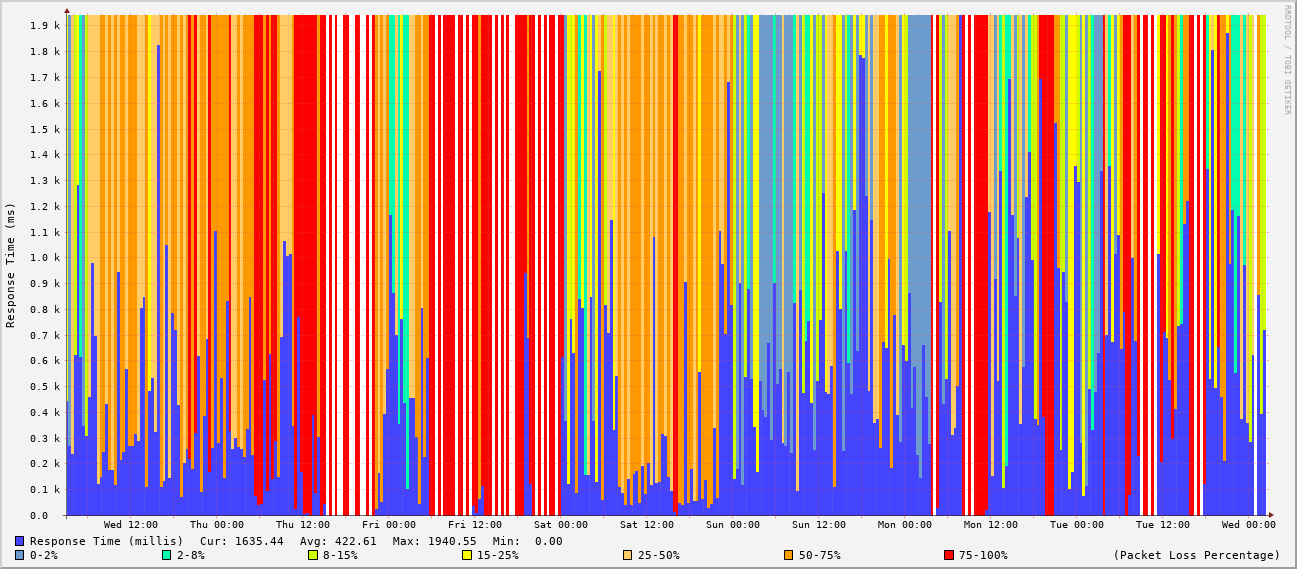 RRDTOOL / TOBI OETIKER
Response Time (ms)
1.9 k
1.8 k
1.7 k
1.6 k
1.5 k
1.4 k
1.3 k
1.2 k
1.1 k
1.0 k
0.9 k
0.8 k
0.7 k
0.6 k
0.5 k
0.4 k
0.3 k
0.2 k
0.1 k
0.0
Wed 12:00 Thu 00:00 Thu 12:00 Fri 00:00 Fri 12:00 Sat 00:00 Sat 12:00 Sun 00:00 Sun 12:00 Mon 00:00 Mon 12:00 Tue 00:00 Tue 12:00 Wed 00:00
Response Time (millis) Cur: 1635.44 Avg: 422.61 Max: 1940.55 Min: 0.00
0-2% 2-8% 8-15% 15-25% 25-50% 50-75% 75-100% (Packet Loss Percentage)